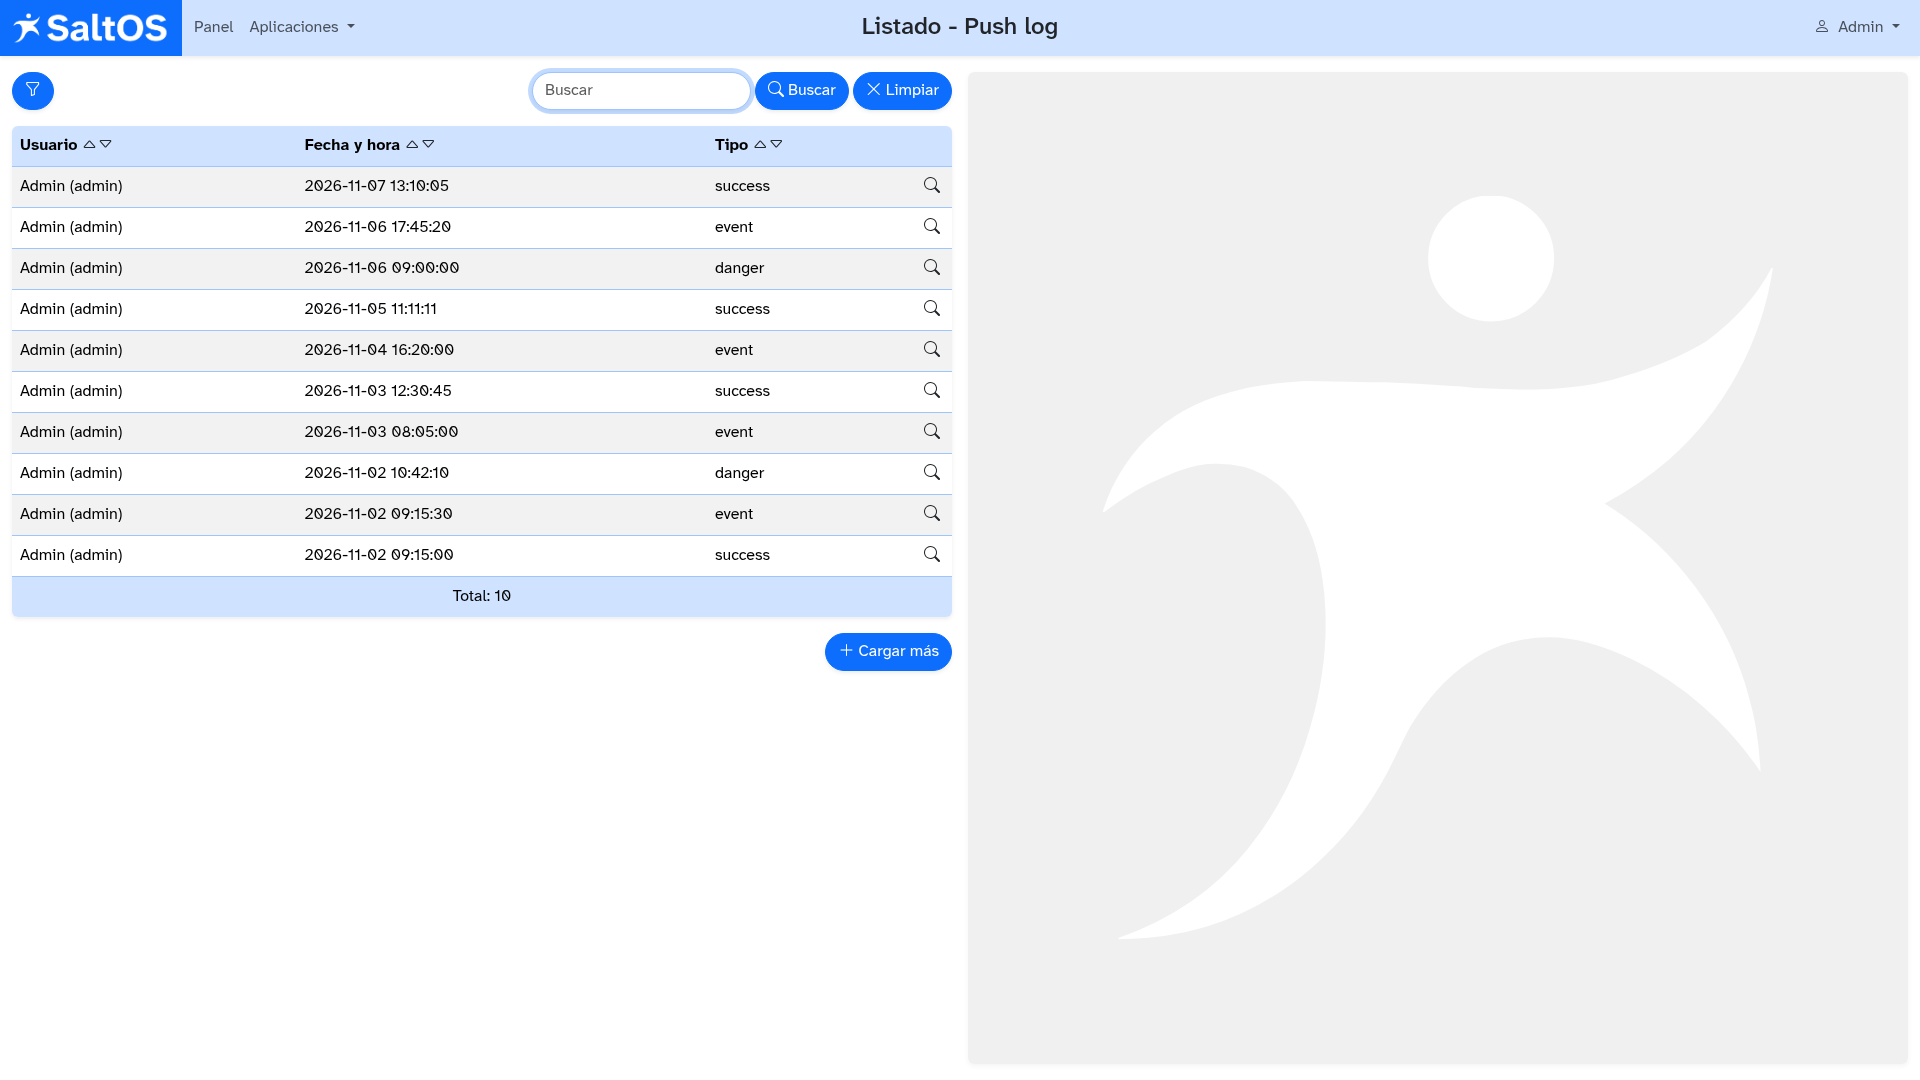 SaltOS Panel Aplicaciones Listado - Push log Admin
Buscar Buscar Limpiar
Usuario Fecha y hora Tipo
Admin (admin) 2026-11-07 13:10:05 success
Admin (admin) 2026-11-06 17:45:20 event
Admin (admin) 2026-11-06 09:00:00 danger
Admin (admin) 2026-11-05 11:11:11 success
Admin (admin) 2026-11-04 16:20:00 event
Admin (admin) 2026-11-03 12:30:45 success
Admin (admin) 2026-11-03 08:05:00 event
Admin (admin) 2026-11-02 10:42:10 danger
Admin (admin) 2026-11-02 09:15:30 event
Admin (admin) 2026-11-02 09:15:00 success
Total: 10
Cargar más